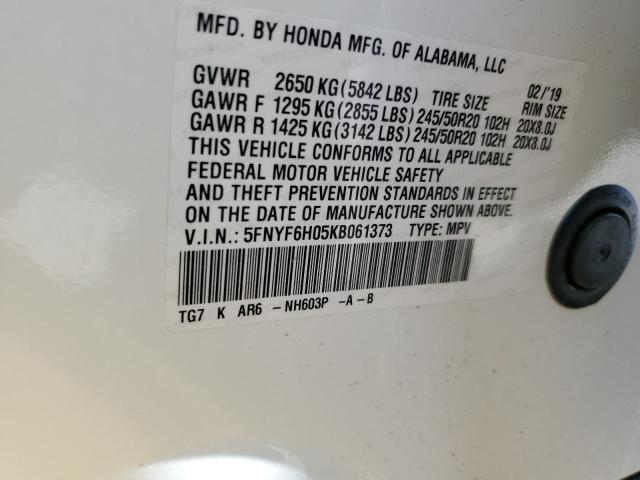 MFD. BY HONDA MFG. OF ALABAMA, LLC
GVWR 2650 KG (5842 LBS) TIRE SIZE 02/'19 RIM SIZE
GAWR F 1295 KG (2855 LBS) 245/50R20 102H 20X8.0J
GAWR R 1425 KG (3142 LBS) 245/50R20 102H 20X8.0J
THIS VEHICLE CONFORMS TO ALL APPLICABLE
FEDERAL MOTOR VEHICLE SAFETY
AND THEFT PREVENTION STANDARDS IN EFFECT
ON THE DATE OF MANUFACTURE SHOWN ABOVE.
V.I.N.: 5FNYF6H05KB061373 TYPE: MPV
TG7 K AR6 -NH603P -A-B